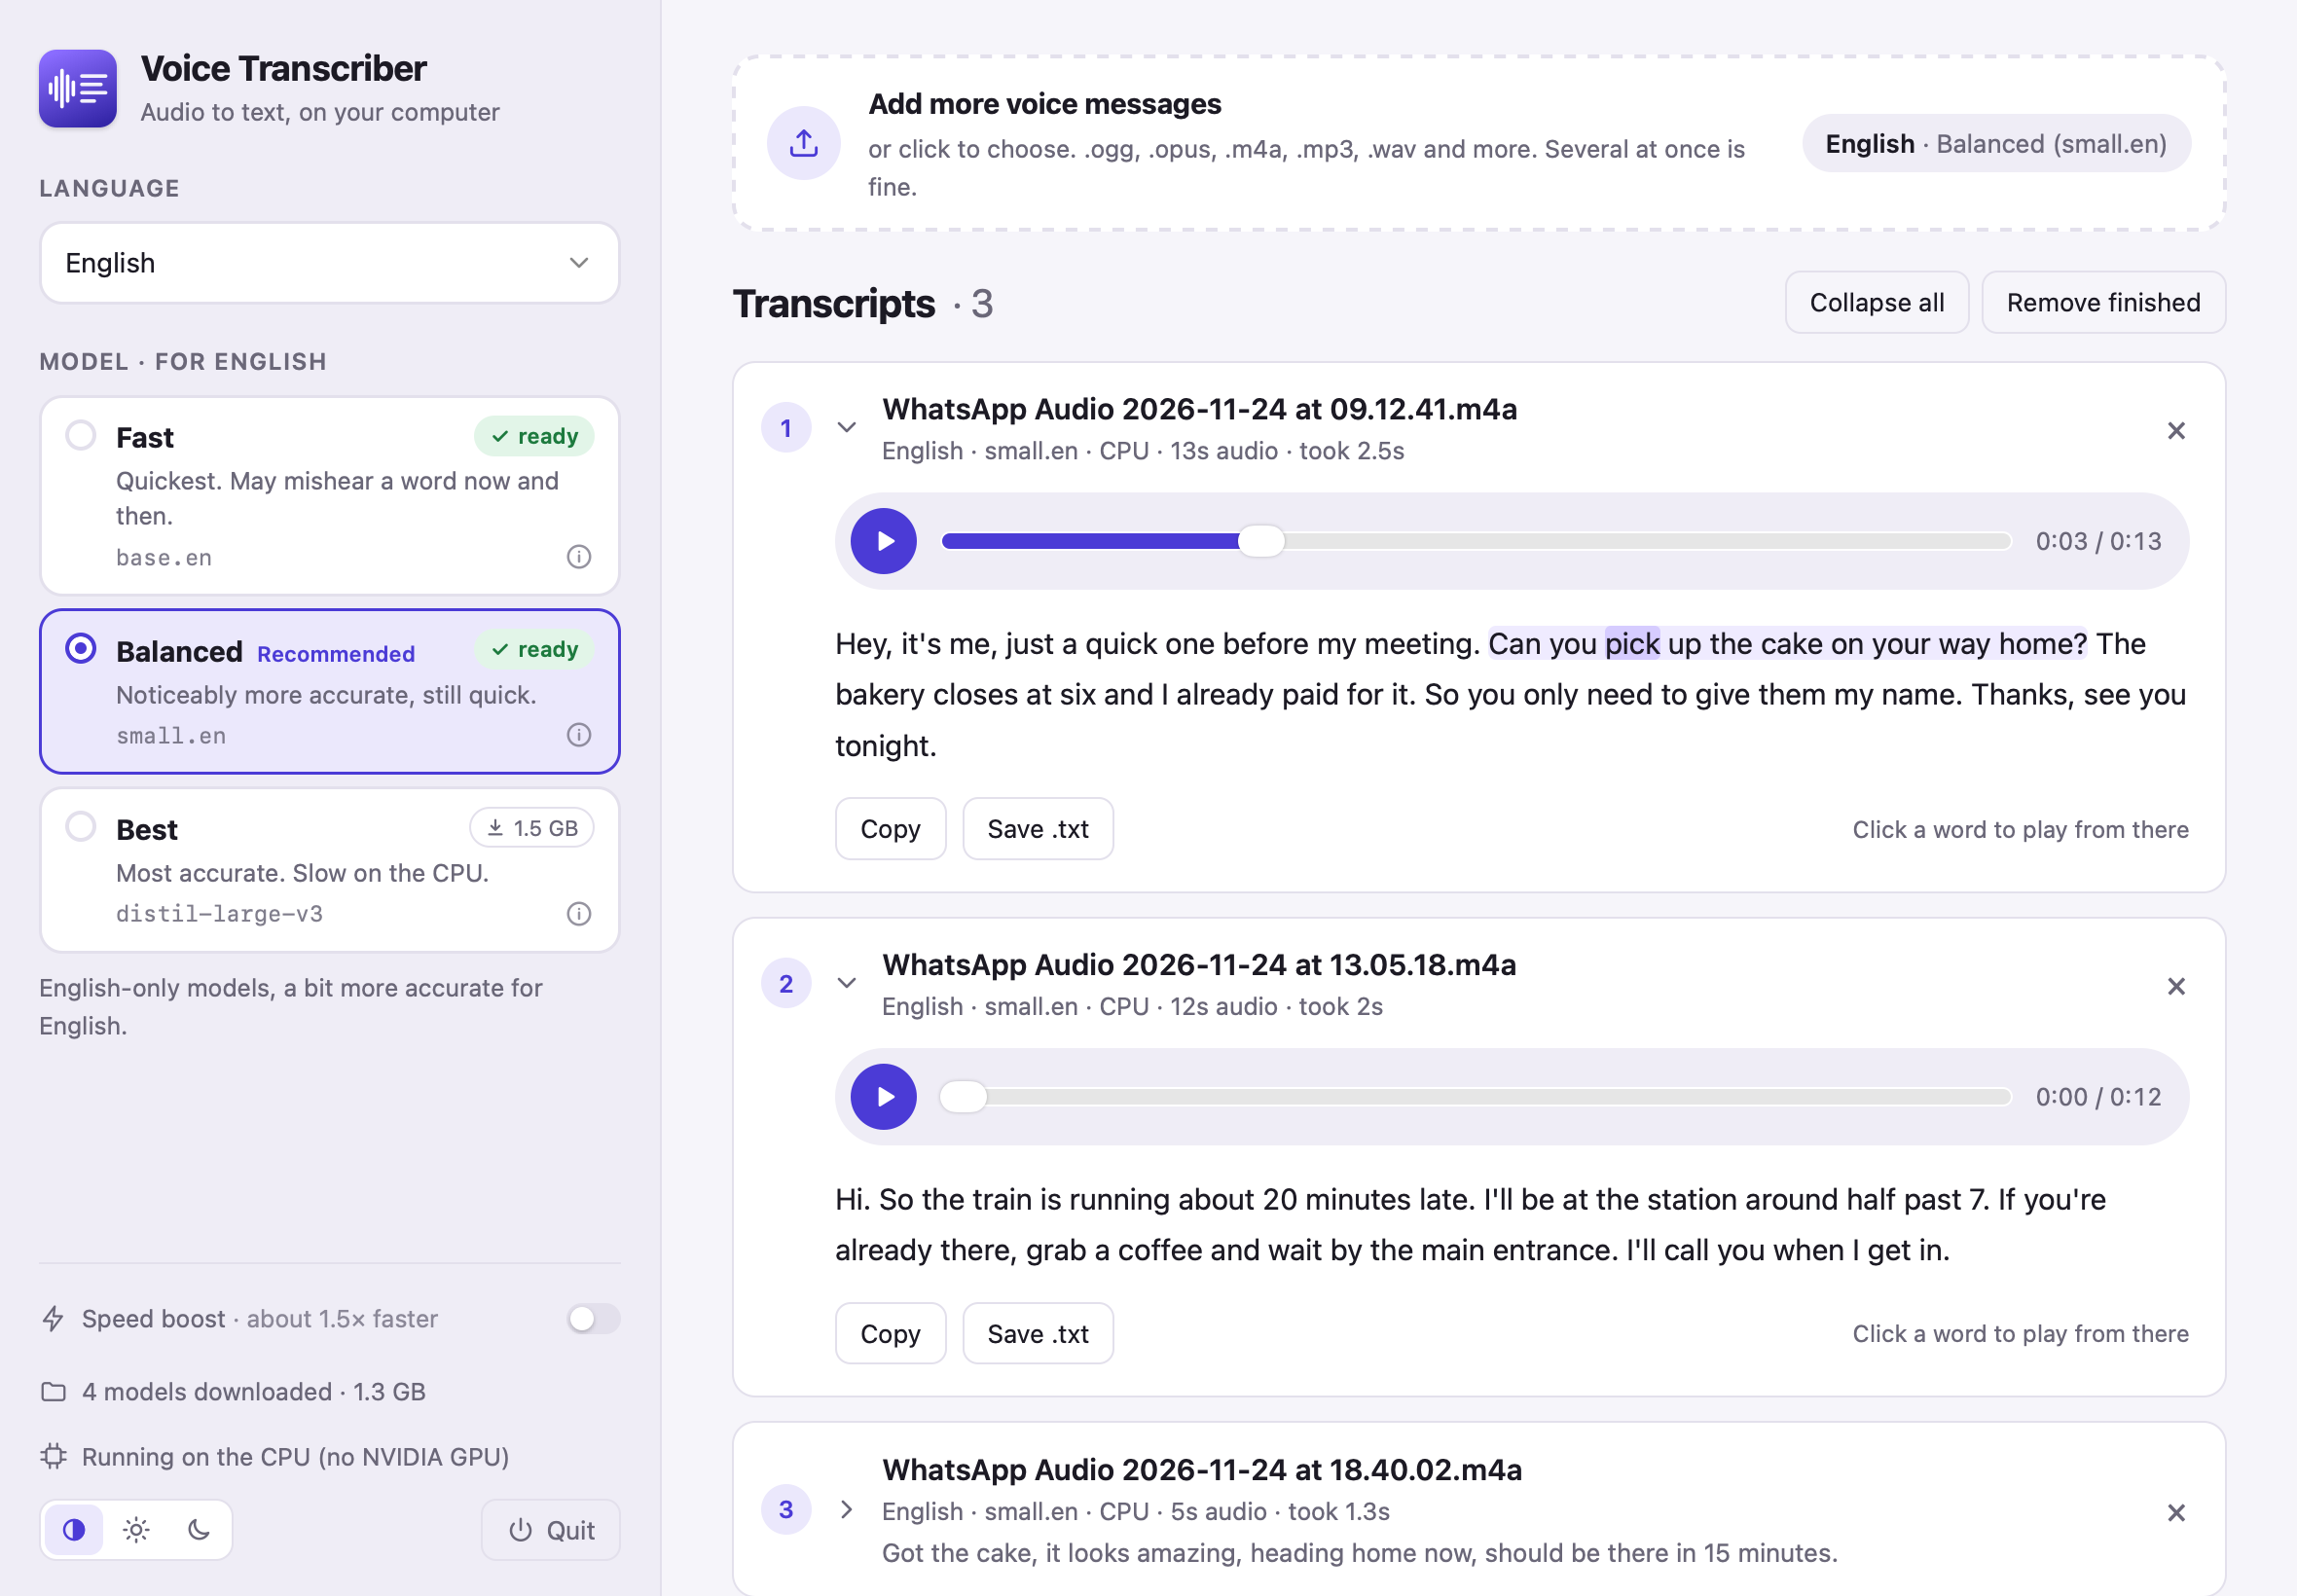 Voice Transcriber
Audio to text, on your computer
LANGUAGE
English
MODEL · FOR ENGLISH
Fast
ready
Quickest. May mishear a word now and
then.
base.en
Balanced Recommended
ready
Noticeably more accurate, still quick.
small.en
Best
1.5 GB
Most accurate. Slow on the CPU.
distil-large-v3
English-only models, a bit more accurate for
English.
Speed boost · about 1.5× faster
4 models downloaded · 1.3 GB
Running on the CPU (no NVIDIA GPU)
Quit
Add more voice messages
or click to choose. .ogg, .opus, .m4a, .mp3, .wav and more. Several at once is
fine.
English · Balanced (small.en)
Transcripts · 3
Collapse all
Remove finished
1
WhatsApp Audio 2026-11-24 at 09.12.41.m4a
English · small.en · CPU · 13s audio · took 2.5s
0:03 / 0:13
Hey, it's me, just a quick one before my meeting. Can you pick up the cake on your way home? The
bakery closes at six and I already paid for it. So you only need to give them my name. Thanks, see you
tonight.
Copy
Save .txt
Click a word to play from there
2
WhatsApp Audio 2026-11-24 at 13.05.18.m4a
English · small.en · CPU · 12s audio · took 2s
0:00 / 0:12
Hi. So the train is running about 20 minutes late. I'll be at the station around half past 7. If you're
already there, grab a coffee and wait by the main entrance. I'll call you when I get in.
Copy
Save .txt
Click a word to play from there
3
WhatsApp Audio 2026-11-24 at 18.40.02.m4a
English · small.en · CPU · 5s audio · took 1.3s
Got the cake, it looks amazing, heading home now, should be there in 15 minutes.